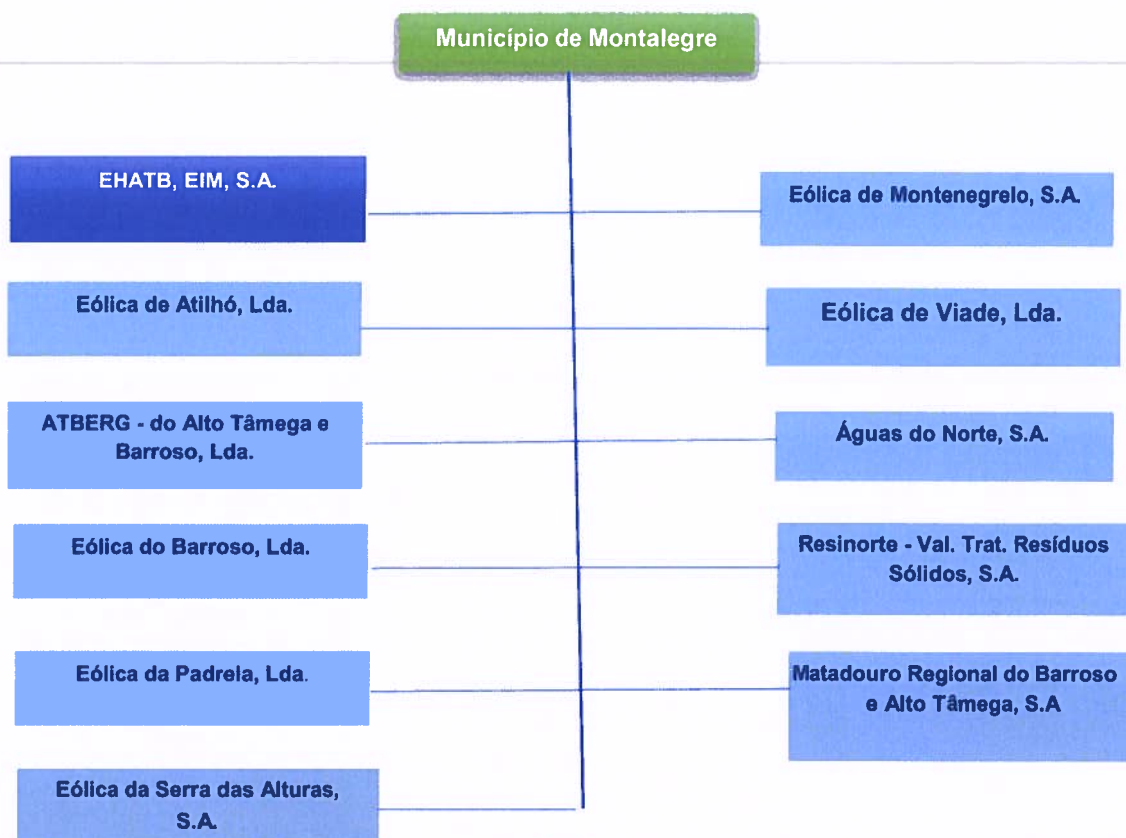 Município de Montalegre
EHATB, EIM, S.A.
Eólica de Montenegrelo, S.A.
Eólica de Atilhó, Lda.
Eólica de Viade, Lda.
ATBERG - do Alto Tâmega e
Barroso, Lda.
Águas do Norte, S.A.
Eólica do Barroso, Lda.
Resinorte - Val. Trat. Resíduos
Sólidos, S.A.
Eólica da Padrela, Lda.
Matadouro Regional do Barroso
e Alto Tâmega, S.A
Eólica da Serra das Alturas,
S.A.